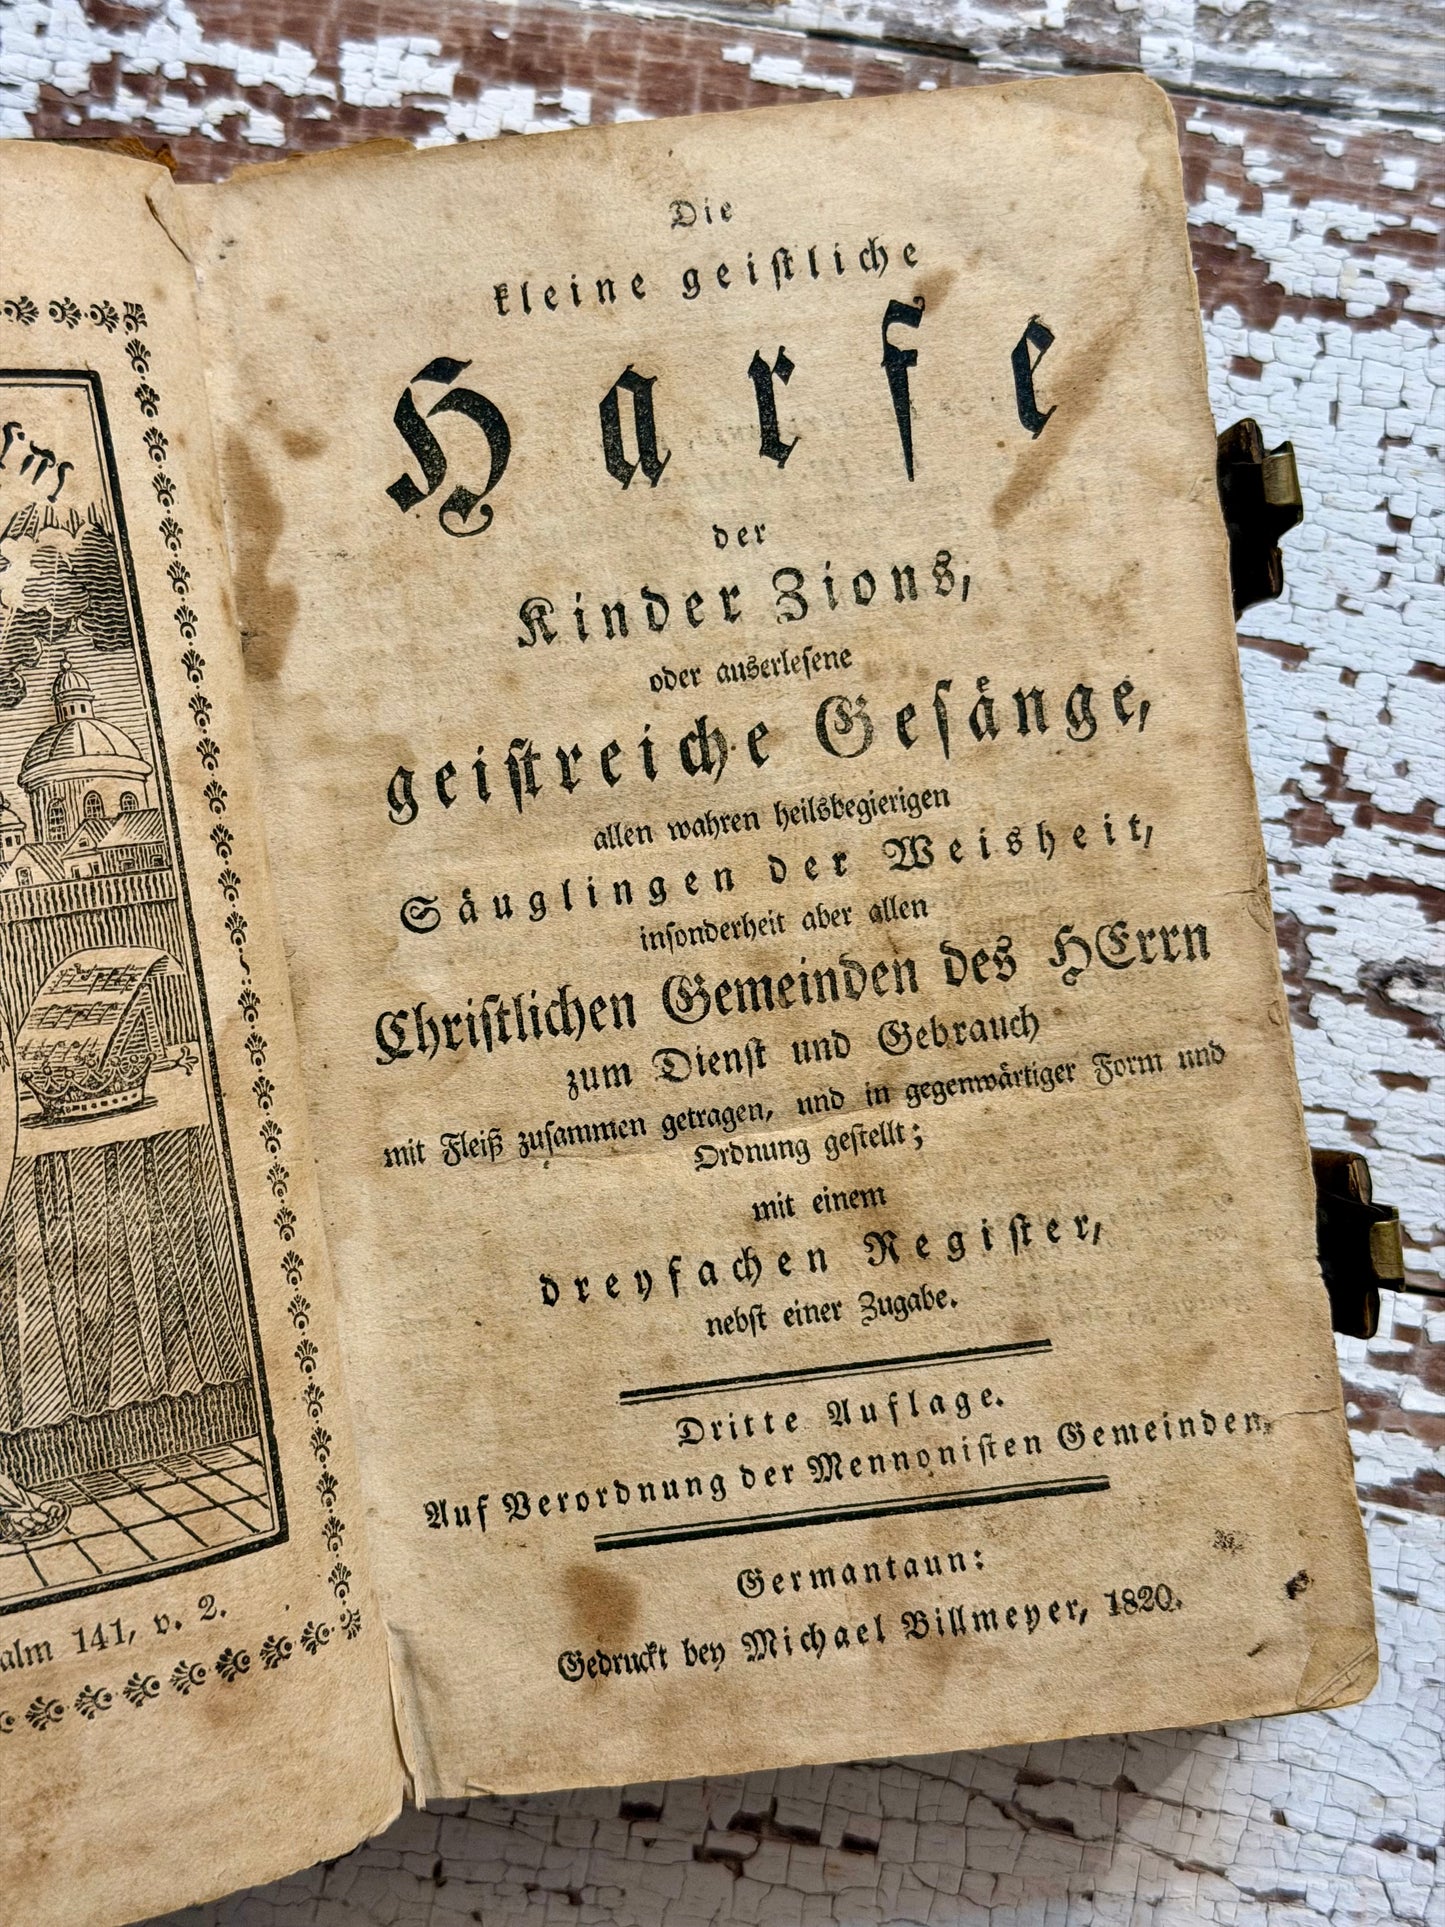 יהוה
alm 141, v. 2.
Die
kleine geiſtliche
Harfe
der
Kinder Zions,
oder auserleſene
geiſtreiche Geſänge,
allen wahren heilsbegierigen
Säuglingen der Weisheit,
inſonderheit aber allen
Chriſtlichen Gemeinden des HErrn
zum Dienſt und Gebrauch
mit Fleiß zuſammen getragen, und in gegenwärtiger Form und
Ordnung geſtellt;
mit einem
dreyfachen Regiſter,
nebſt einer Zugabe.
Dritte Auflage.
Auf Verordnung der Mennoniſten Gemeinden.
Germantaun:
Gedruckt bey Michael Billmeyer, 1820.